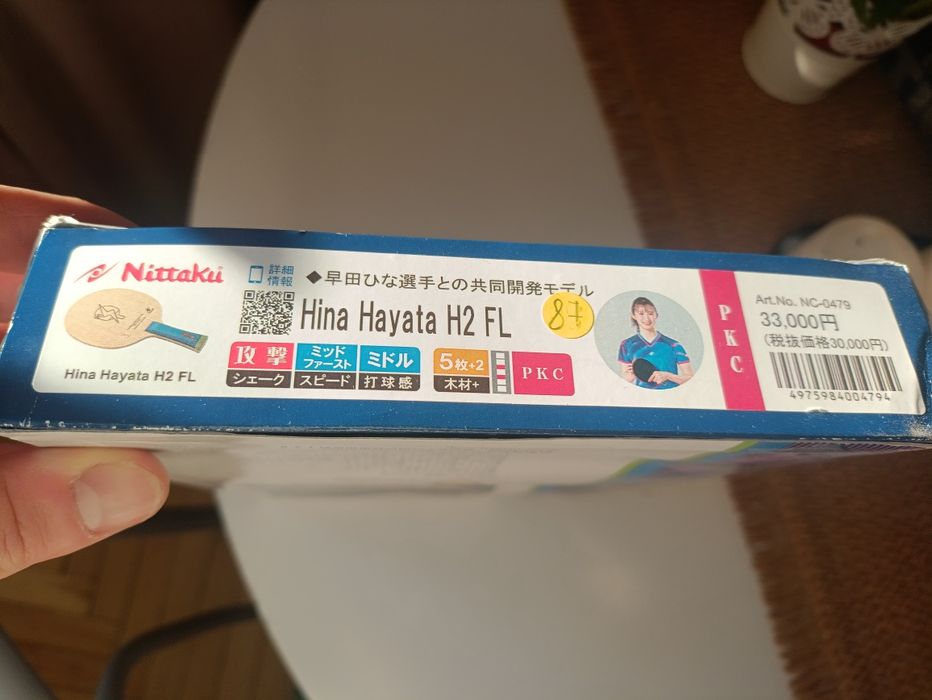 Nittaku
Hina Hayata H2 FL
詳細
情報
◆早田ひな選手との共同開発モデル
Hina Hayata H2 FL
87
攻撃
シェーク
ミッド
ファースト
スピード
ミドル
打球感
5枚+2
木材+
PKC
PKC
Art.No. NC-0479
33,000円
(税抜価格30,000円)
4975984004794